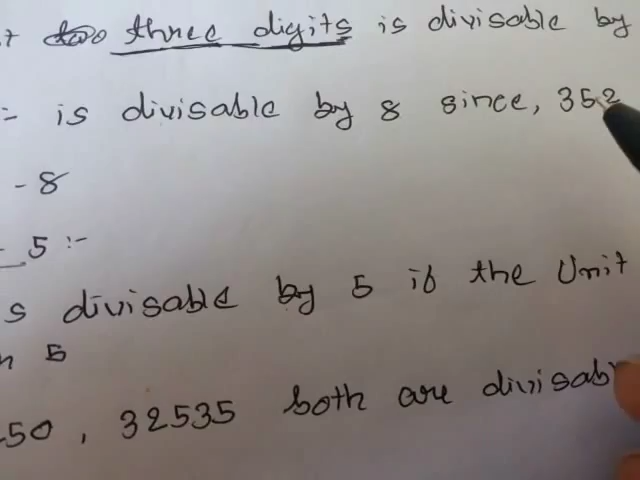 three digits is divisable by
:- is divisable by 8 since, 352
- 8
- 5 :-
s divisable by 5 if the Unit
5
50 , 32535 both are divisab